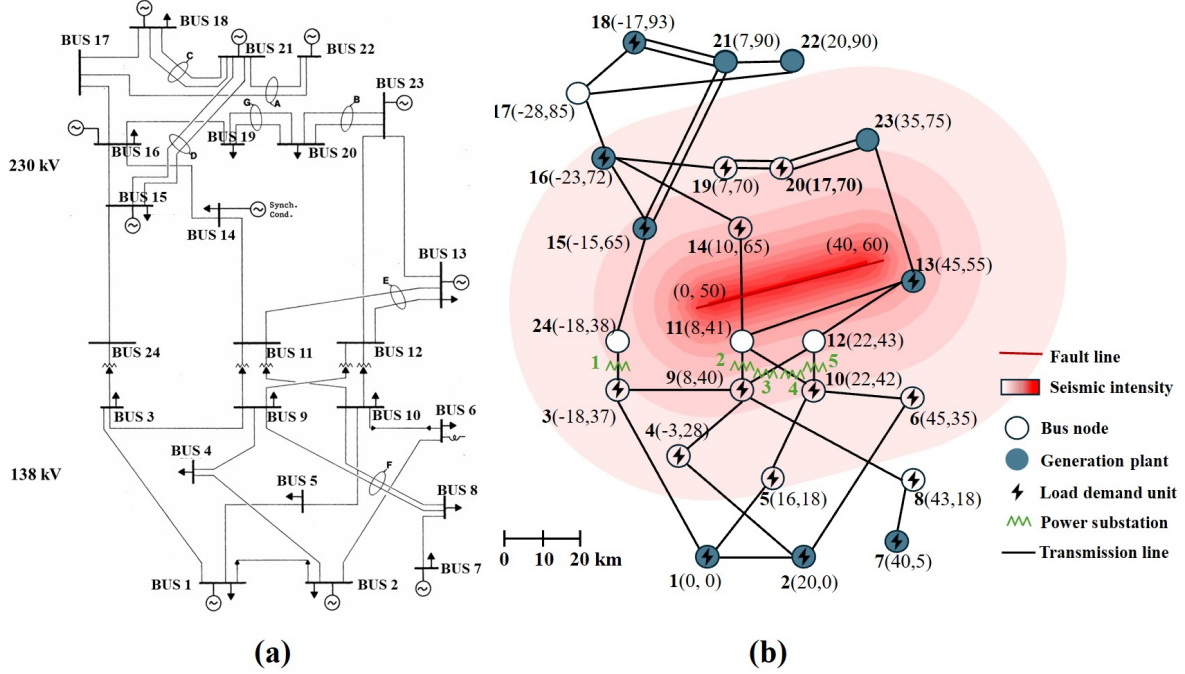 BUS 18
BUS 17
BUS 21
BUS 22
C
BUS 23
A
G
B
BUS 16
D
BUS 19
BUS 20
230 kV
BUS 15
Synch.
Cond.
BUS 14
BUS 13
E
BUS 24
BUS 11
BUS 12
BUS 3
BUS 9
BUS 10
BUS 6
BUS 4
138 kV
F
BUS 5
BUS 8
BUS 7
BUS 1
BUS 2
(a)
18(-17,93)
21(7,90)
22(20,90)
17(-28,85)
23(35,75)
16(-23,72)
19(7,70)
20(17,70)
15(-15,65)
14(10, 65)
(40, 60)
13(45,55)
(0, 50)
24(-18,38)
11(8,41)
12(22,43)
1
2
3
4
5
9(8,40)
10(22,42)
3(-18,37)
6(45,35)
4(-3,28)
5(16,18)
8(43,18)
7(40,5)
1(0, 0)
2(20,0)
0 10 20 km
Fault line
Seismic intensity
Bus node
Generation plant
Load demand unit
Power substation
Transmission line
(b)